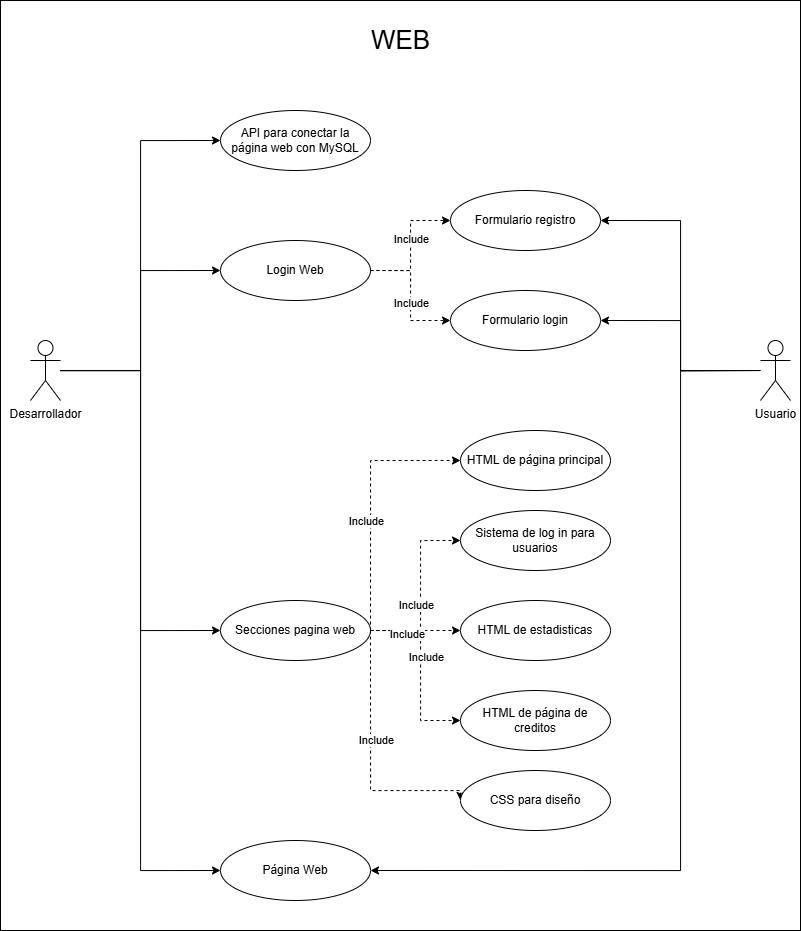 WEB
API para conectar la
página web con MySQL
Formulario registro
Include
Login Web
Include
Formulario login
Desarrollador
Usuario
HTML de página principal
Include
Sistema de log in para
usuarios
Include
Secciones pagina web
Include
HTML de estadisticas
Include
HTML de página de
creditos
Include
CSS para diseño
Página Web